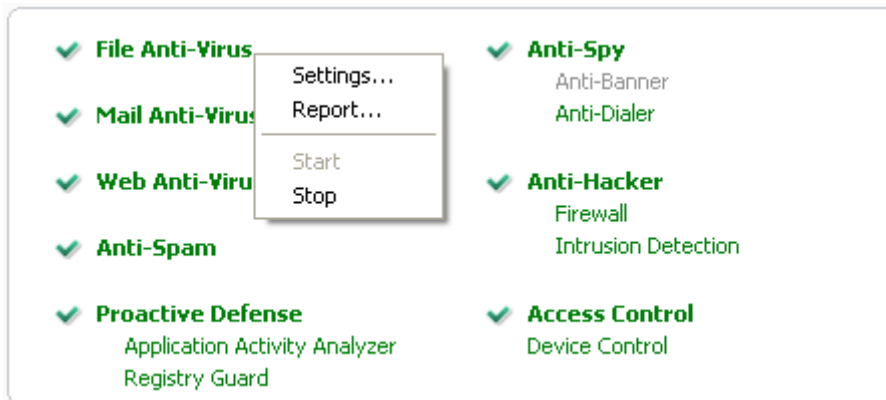 File Anti-Virus
Settings...
Report...
Start
Stop
Mail Anti-Virus
Web Anti-Viru
Anti-Spam
Proactive Defense
Application Activity Analyzer
Registry Guard
Anti-Spy
Anti-Banner
Anti-Dialer
Anti-Hacker
Firewall
Intrusion Detection
Access Control
Device Control